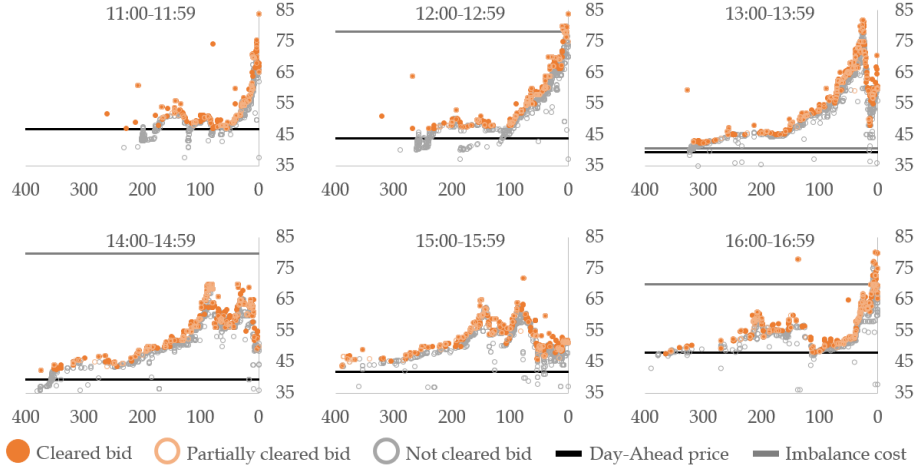 11:00-11:59 85 12:00-12:59 85 13:00-13:59 85
75 75 75
65 65 65
55 55 55
45 45 45
35 35 35
400 300 200 100 0 400 300 200 100 0 400 300 200 100 0
14:00-14:59 85 15:00-15:59 85 16:00-16:59 85
75 75 75
65 65 65
55 55 55
45 45 45
35 35 35
400 300 200 100 0 400 300 200 100 0 400 300 200 100 0
Cleared bid Partially cleared bid Not cleared bid Day-Ahead price Imbalance cost